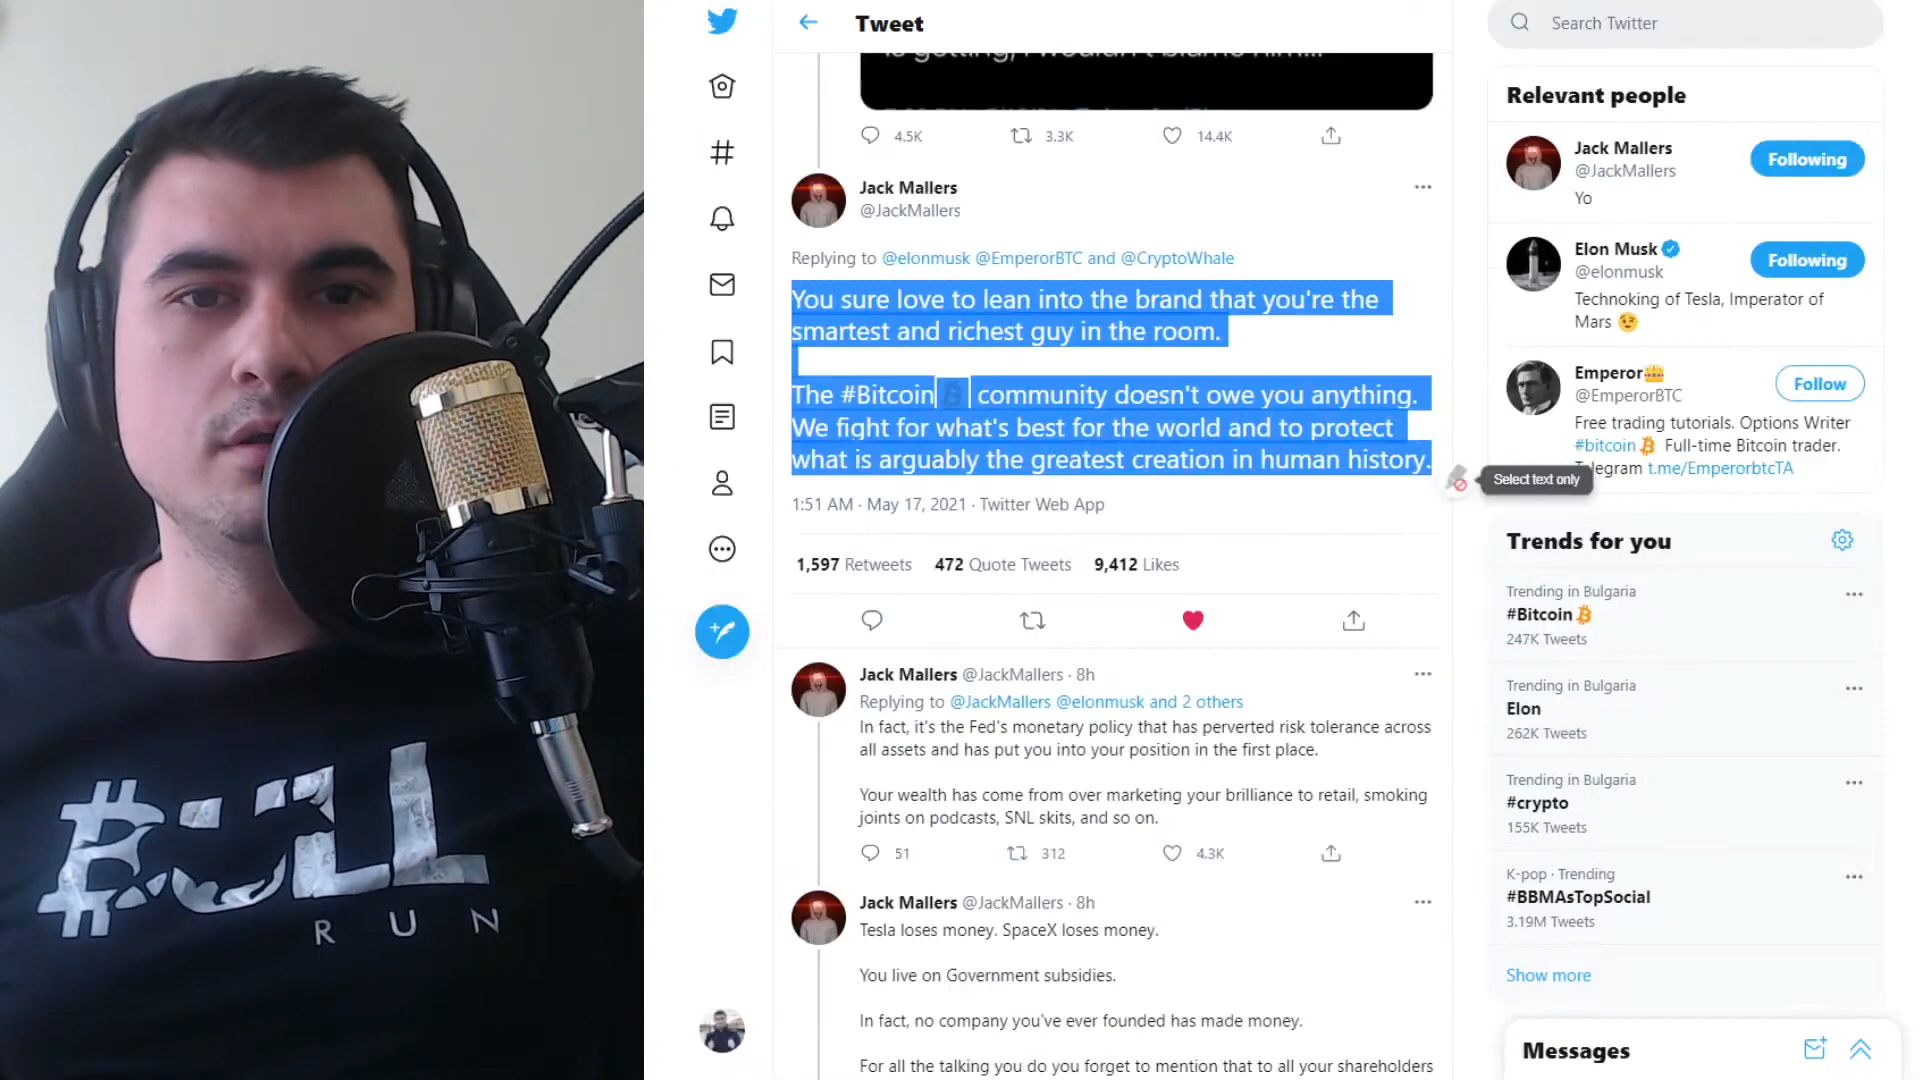 BULL
RUN
Tweet
4.5K 3.3K 14.4K
Jack Mallers
@JackMallers
Replying to @elonmusk @EmperorBTC and @CryptoWhale
You sure love to lean into the brand that you're the
smartest and richest guy in the room.
The #Bitcoin community doesn't owe you anything.
We fight for what's best for the world and to protect
what is arguably the greatest creation in human history.
1:51 AM · May 17, 2021 · Twitter Web App
1,597 Retweets 472 Quote Tweets 9,412 Likes
Jack Mallers @JackMallers · 8h
Replying to @JackMallers @elonmusk and 2 others
In fact, it's the Fed's monetary policy that has perverted risk tolerance across
all assets and has put you into your position in the first place.
Your wealth has come from over marketing your brilliance to retail, smoking
joints on podcasts, SNL skits, and so on.
51 312 4.3K
Jack Mallers @JackMallers · 8h
Tesla loses money. SpaceX loses money.
You live on Government subsidies.
In fact, no company you've ever founded has made money.
For all the talking you do you forget to mention that to all your shareholders
Search Twitter
Relevant people
Jack Mallers
@JackMallers
Following
Yo
Elon Musk
@elonmusk
Following
Technoking of Tesla, Imperator of
Mars 😉
Emperor👑
@EmperorBTC
Follow
Free trading tutorials. Options Writer
#bitcoin Full-time Bitcoin trader.
Telegram t.me/EmperorbtcTA
Select text only
Trends for you
Trending in Bulgaria
#Bitcoin
247K Tweets
Trending in Bulgaria
Elon
262K Tweets
Trending in Bulgaria
#crypto
155K Tweets
K-pop · Trending
#BBMAsTopSocial
3.19M Tweets
Show more
Messages